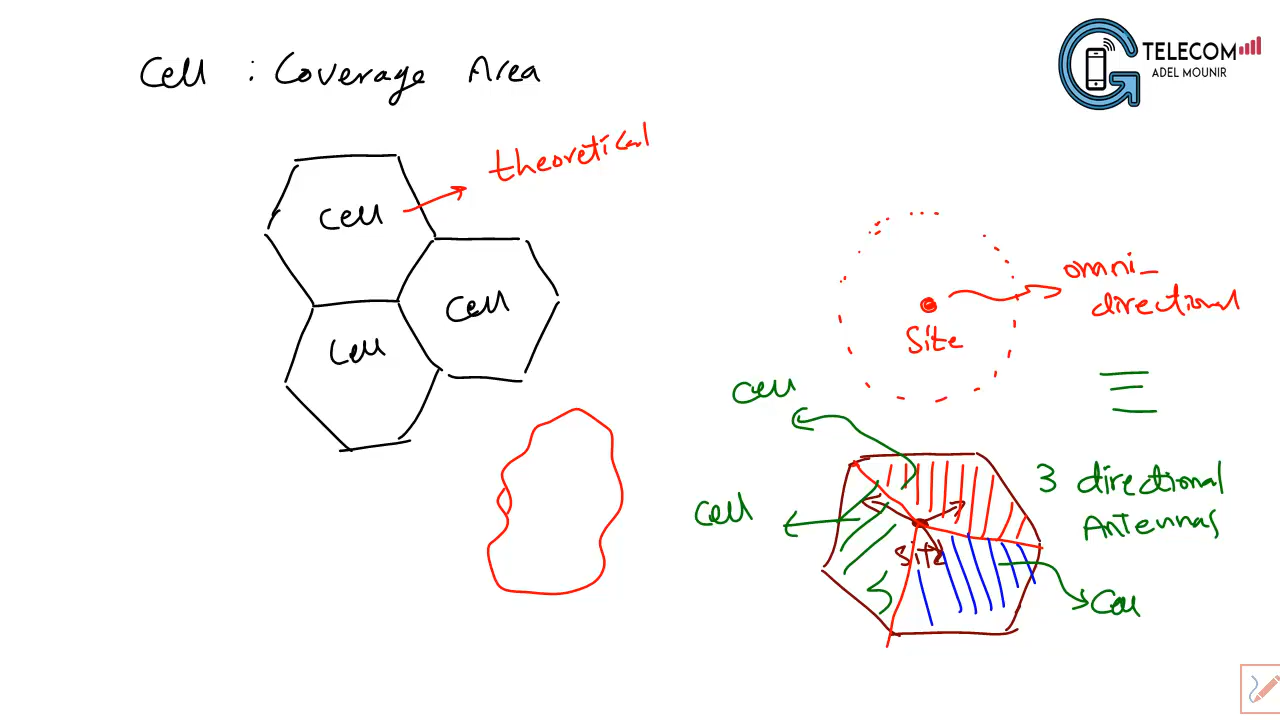 Cell : Coverage Area
TELECOM
ADEL MOUNIR
theoretical
Cell
Cell
Cell
omni-
directional
Site
Cell
Cell
3 directional
Antennas
Site
Cell